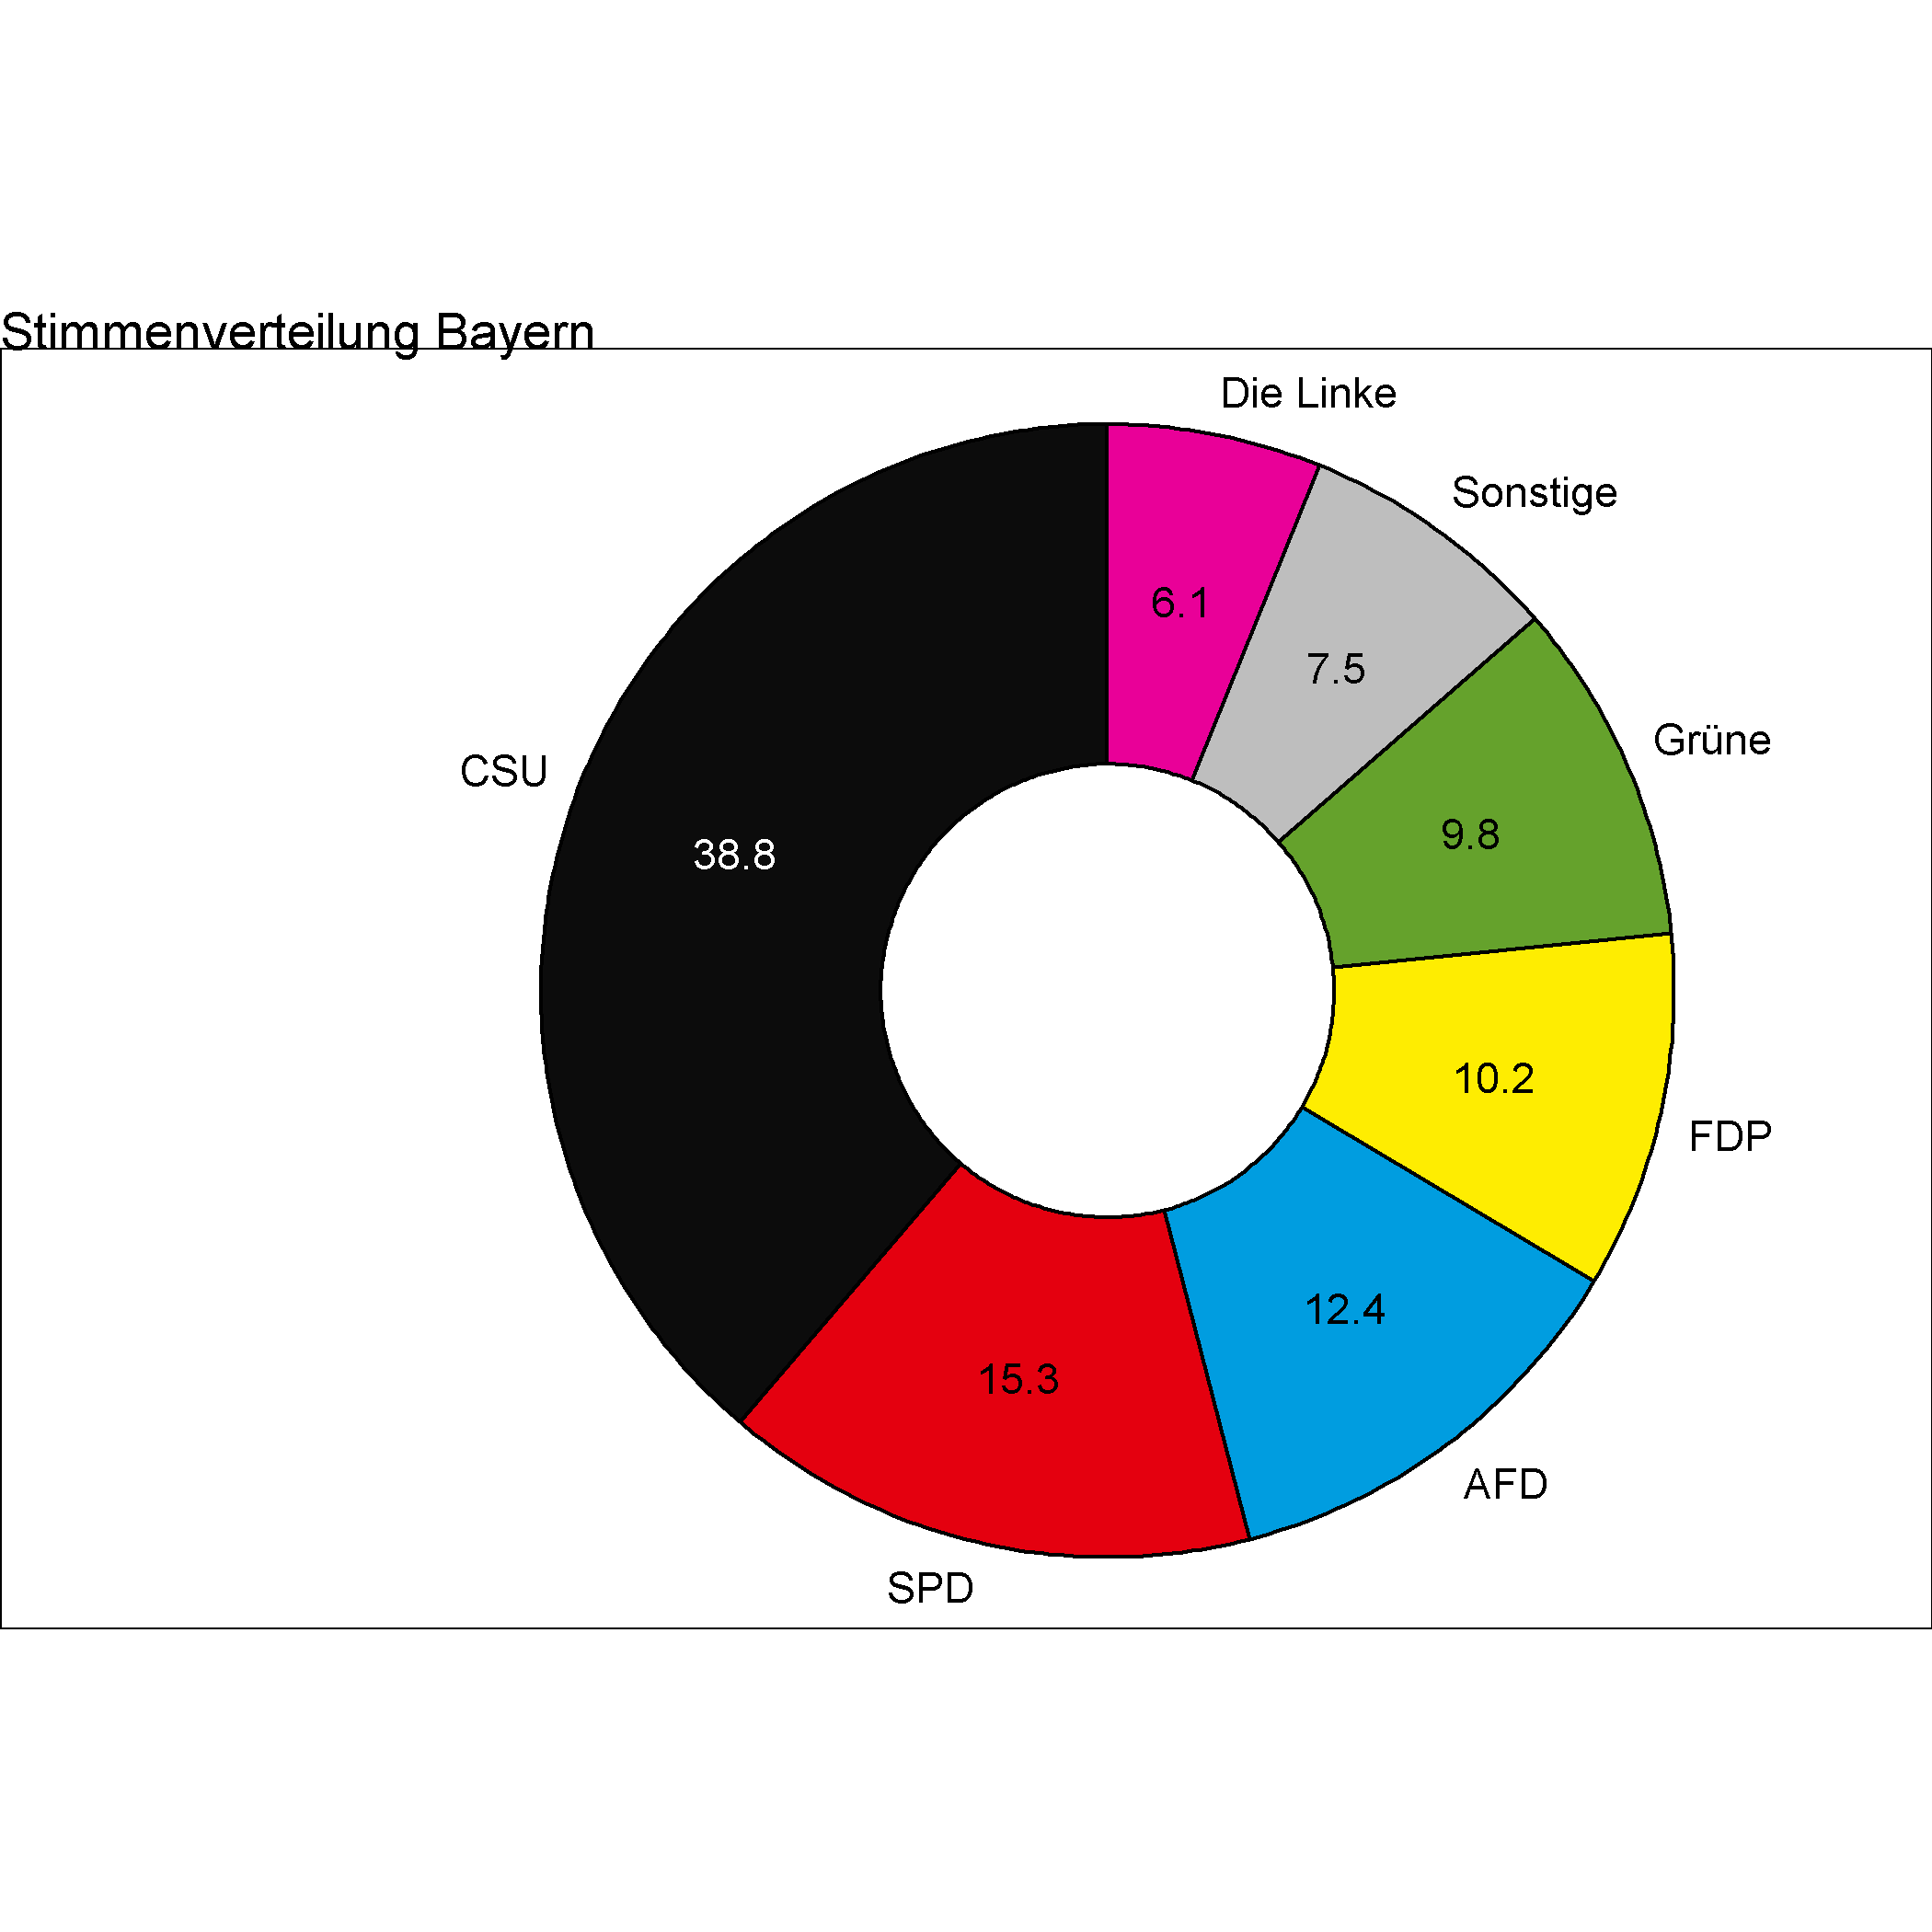 Stimmenverteilung Bayern
Die Linke
Sonstige
6.1
7.5
Grüne
CSU
9.8
38.8
10.2
FDP
12.4
15.3
AFD
SPD